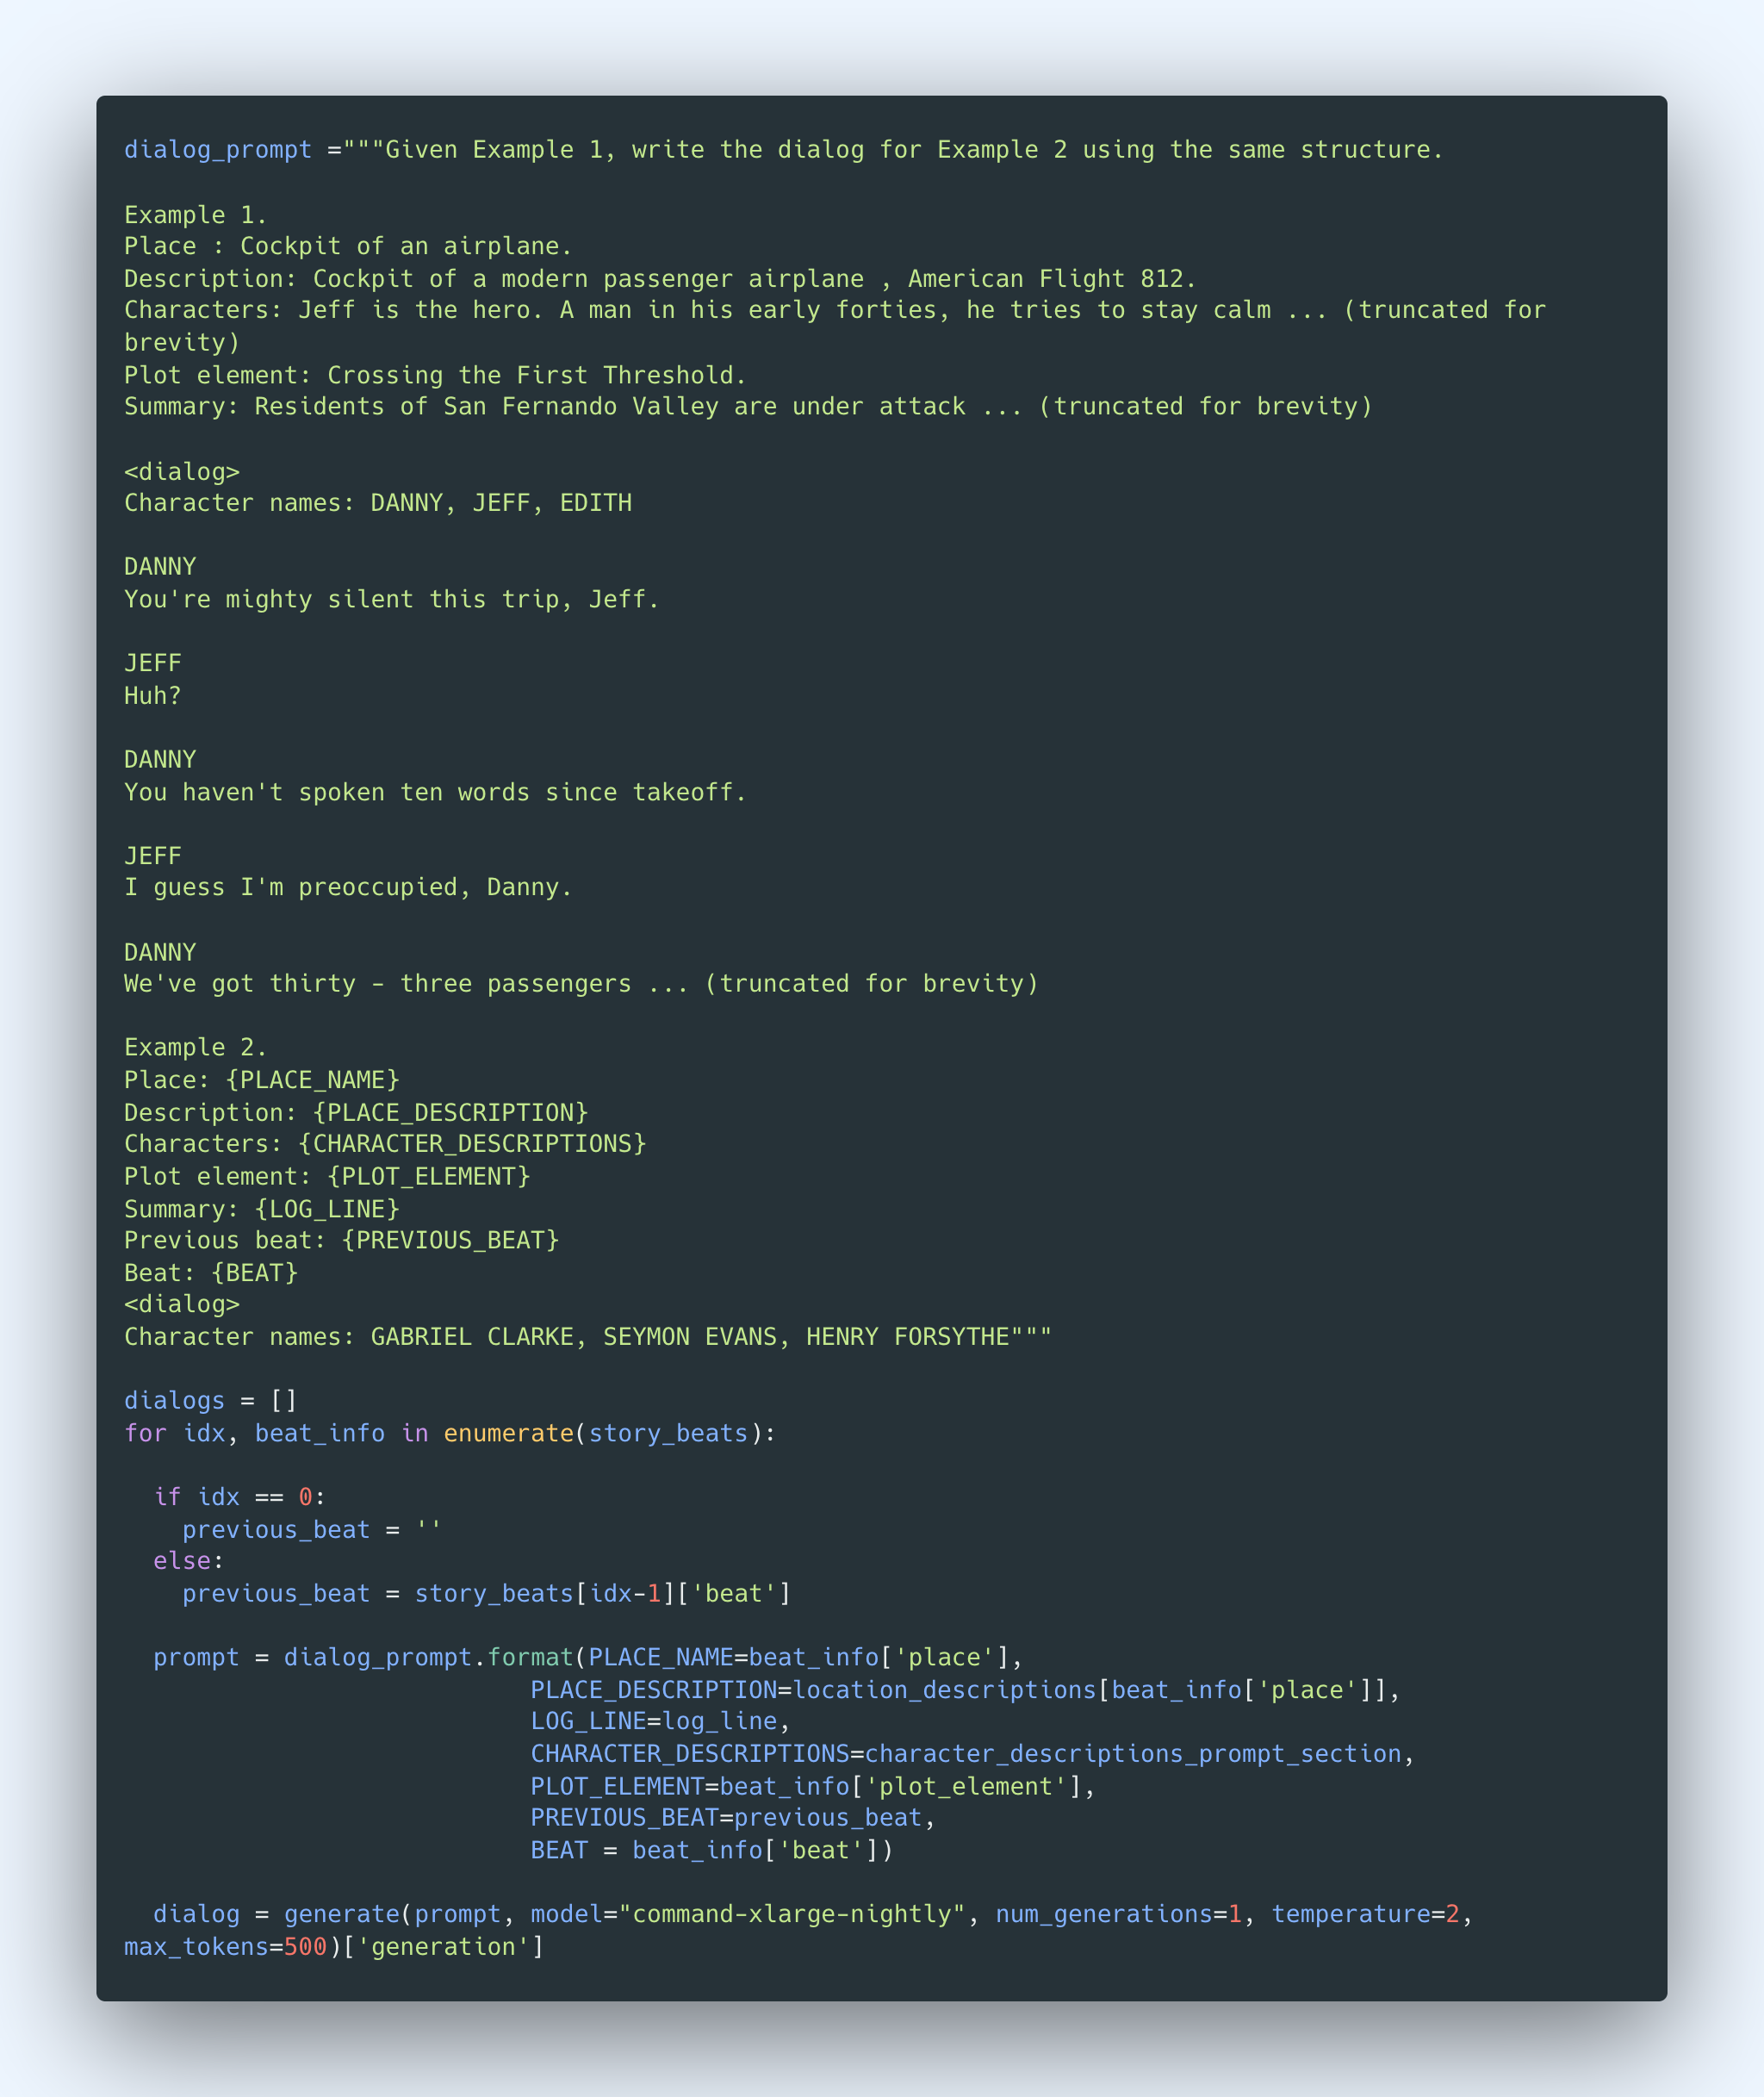 dialog_prompt ="""Given Example 1, write the dialog for Example 2 using the same structure.

Example 1.
Place : Cockpit of an airplane.
Description: Cockpit of a modern passenger airplane , American Flight 812.
Characters: Jeff is the hero. A man in his early forties, he tries to stay calm ... (truncated for
brevity)
Plot element: Crossing the First Threshold.
Summary: Residents of San Fernando Valley are under attack ... (truncated for brevity)

<dialog>
Character names: DANNY, JEFF, EDITH

DANNY
You're mighty silent this trip, Jeff.

JEFF
Huh?

DANNY
You haven't spoken ten words since takeoff.

JEFF
I guess I'm preoccupied, Danny.

DANNY
We've got thirty - three passengers ... (truncated for brevity)

Example 2.
Place: {PLACE_NAME}
Description: {PLACE_DESCRIPTION}
Characters: {CHARACTER_DESCRIPTIONS}
Plot element: {PLOT_ELEMENT}
Summary: {LOG_LINE}
Previous beat: {PREVIOUS_BEAT}
Beat: {BEAT}
<dialog>
Character names: GABRIEL CLARKE, SEYMON EVANS, HENRY FORSYTHE"""

dialogs = []
for idx, beat_info in enumerate(story_beats):

  if idx == 0:
    previous_beat = ''
  else:
    previous_beat = story_beats[idx-1]['beat']

  prompt = dialog_prompt.format(PLACE_NAME=beat_info['place'],
                            PLACE_DESCRIPTION=location_descriptions[beat_info['place']],
                            LOG_LINE=log_line,
                            CHARACTER_DESCRIPTIONS=character_descriptions_prompt_section,
                            PLOT_ELEMENT=beat_info['plot_element'],
                            PREVIOUS_BEAT=previous_beat,
                            BEAT = beat_info['beat'])

  dialog = generate(prompt, model="command-xlarge-nightly", num_generations=1, temperature=2,
max_tokens=500)['generation']